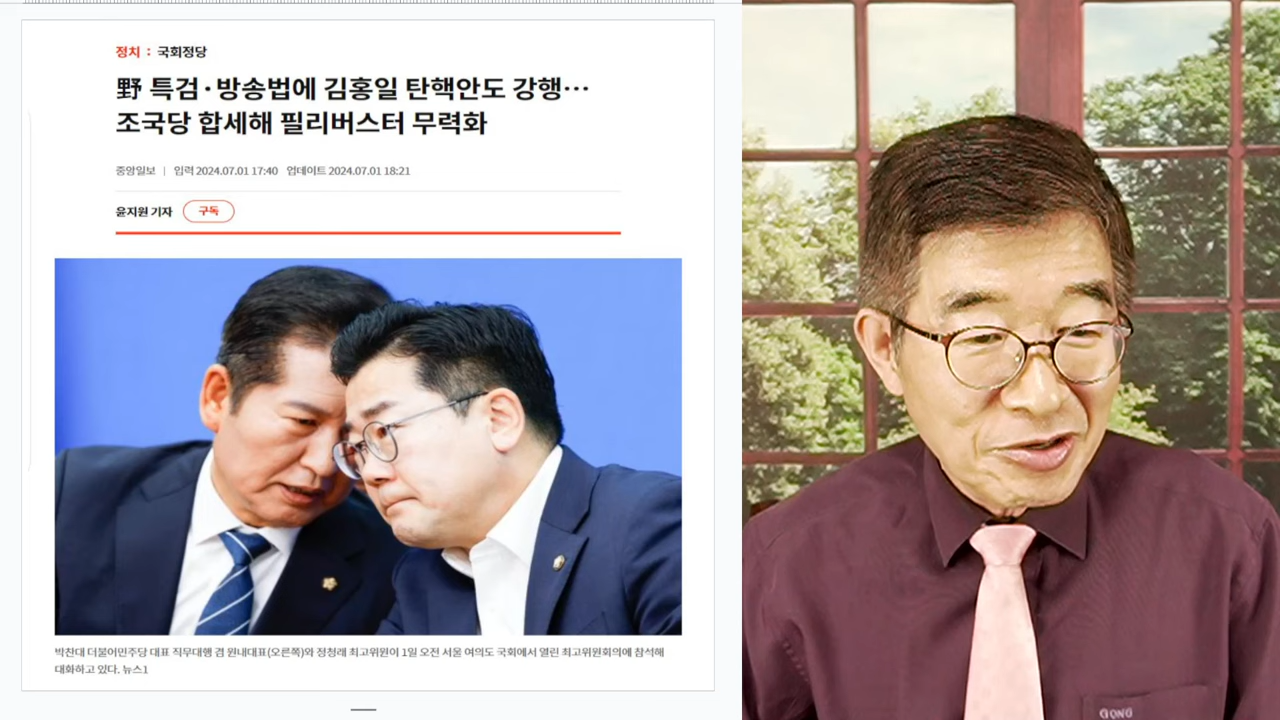 정치 : 국회정당
野 특검·방송법에 김홍일 탄핵안도 강행…
조국당 합세해 필리버스터 무력화
중앙일보 | 입력 2024.07.01 17:40 업데이트 2024.07.01 18:21
윤지원 기자 구독
박찬대 더불어민주당 대표 직무대행 겸 원내대표(오른쪽)와 정청래 최고위원이 1일 오전 서울 여의도 국회에서 열린 최고위원회의에 참석해
대화하고 있다. 뉴스1
GONG